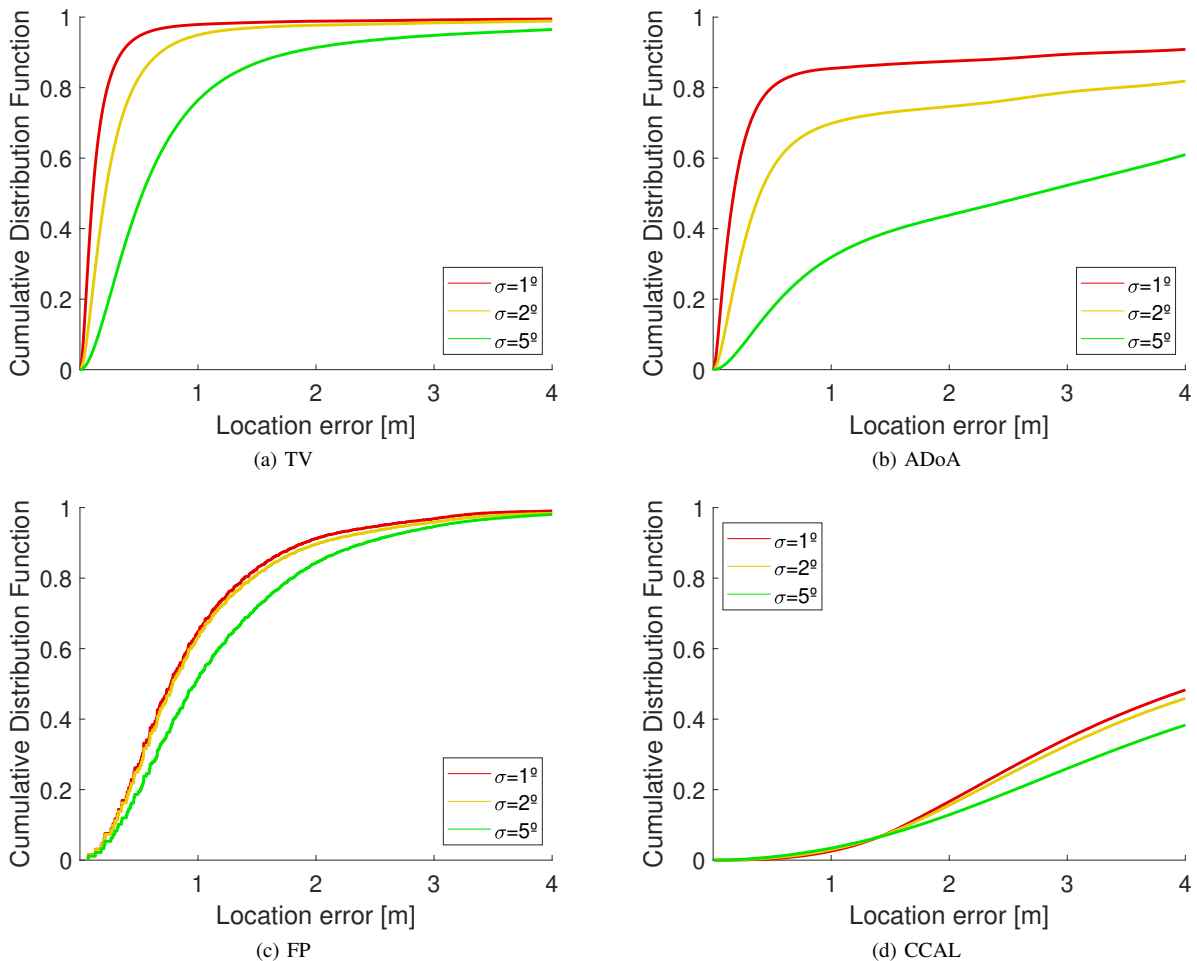 Cumulative Distribution Function
1
0.8
0.6
0.4
0.2
0
1 2 3 4
Location error [m]
σ=1º
σ=2º
σ=5º
(a) TV
Cumulative Distribution Function
1
0.8
0.6
0.4
0.2
0
1 2 3 4
Location error [m]
σ=1º
σ=2º
σ=5º
(b) ADoA
Cumulative Distribution Function
1
0.8
0.6
0.4
0.2
0
1 2 3 4
Location error [m]
σ=1º
σ=2º
σ=5º
(c) FP
Cumulative Distribution Function
1
0.8
0.6
0.4
0.2
0
1 2 3 4
Location error [m]
σ=1º
σ=2º
σ=5º
(d) CCAL